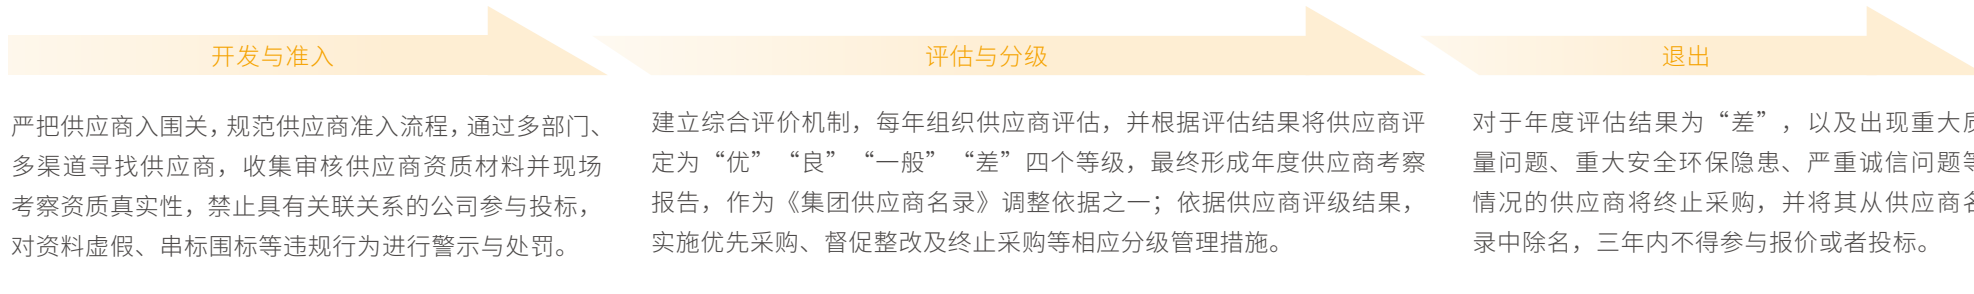 开发与准入
严把供应商入围关，规范供应商准入流程，通过多部门、
多渠道寻找供应商，收集审核供应商资质材料并现场
考察资质真实性，禁止具有关联关系的公司参与投标，
对资料虚假、串标围标等违规行为进行警示与处罚。
评估与分级
建立综合评价机制，每年组织供应商评估，并根据评估结果将供应商评
定为“优”“良”“一般”“差”四个等级，最终形成年度供应商考察
报告，作为《集团供应商名录》调整依据之一；依据供应商评级结果，
实施优先采购、督促整改及终止采购等相应分级管理措施。
退出
对于年度评估结果为“差”，以及出现重大质
量问题、重大安全环保隐患、严重诚信问题等
情况的供应商将终止采购，并将其从供应商名
录中除名，三年内不得参与报价或者投标。